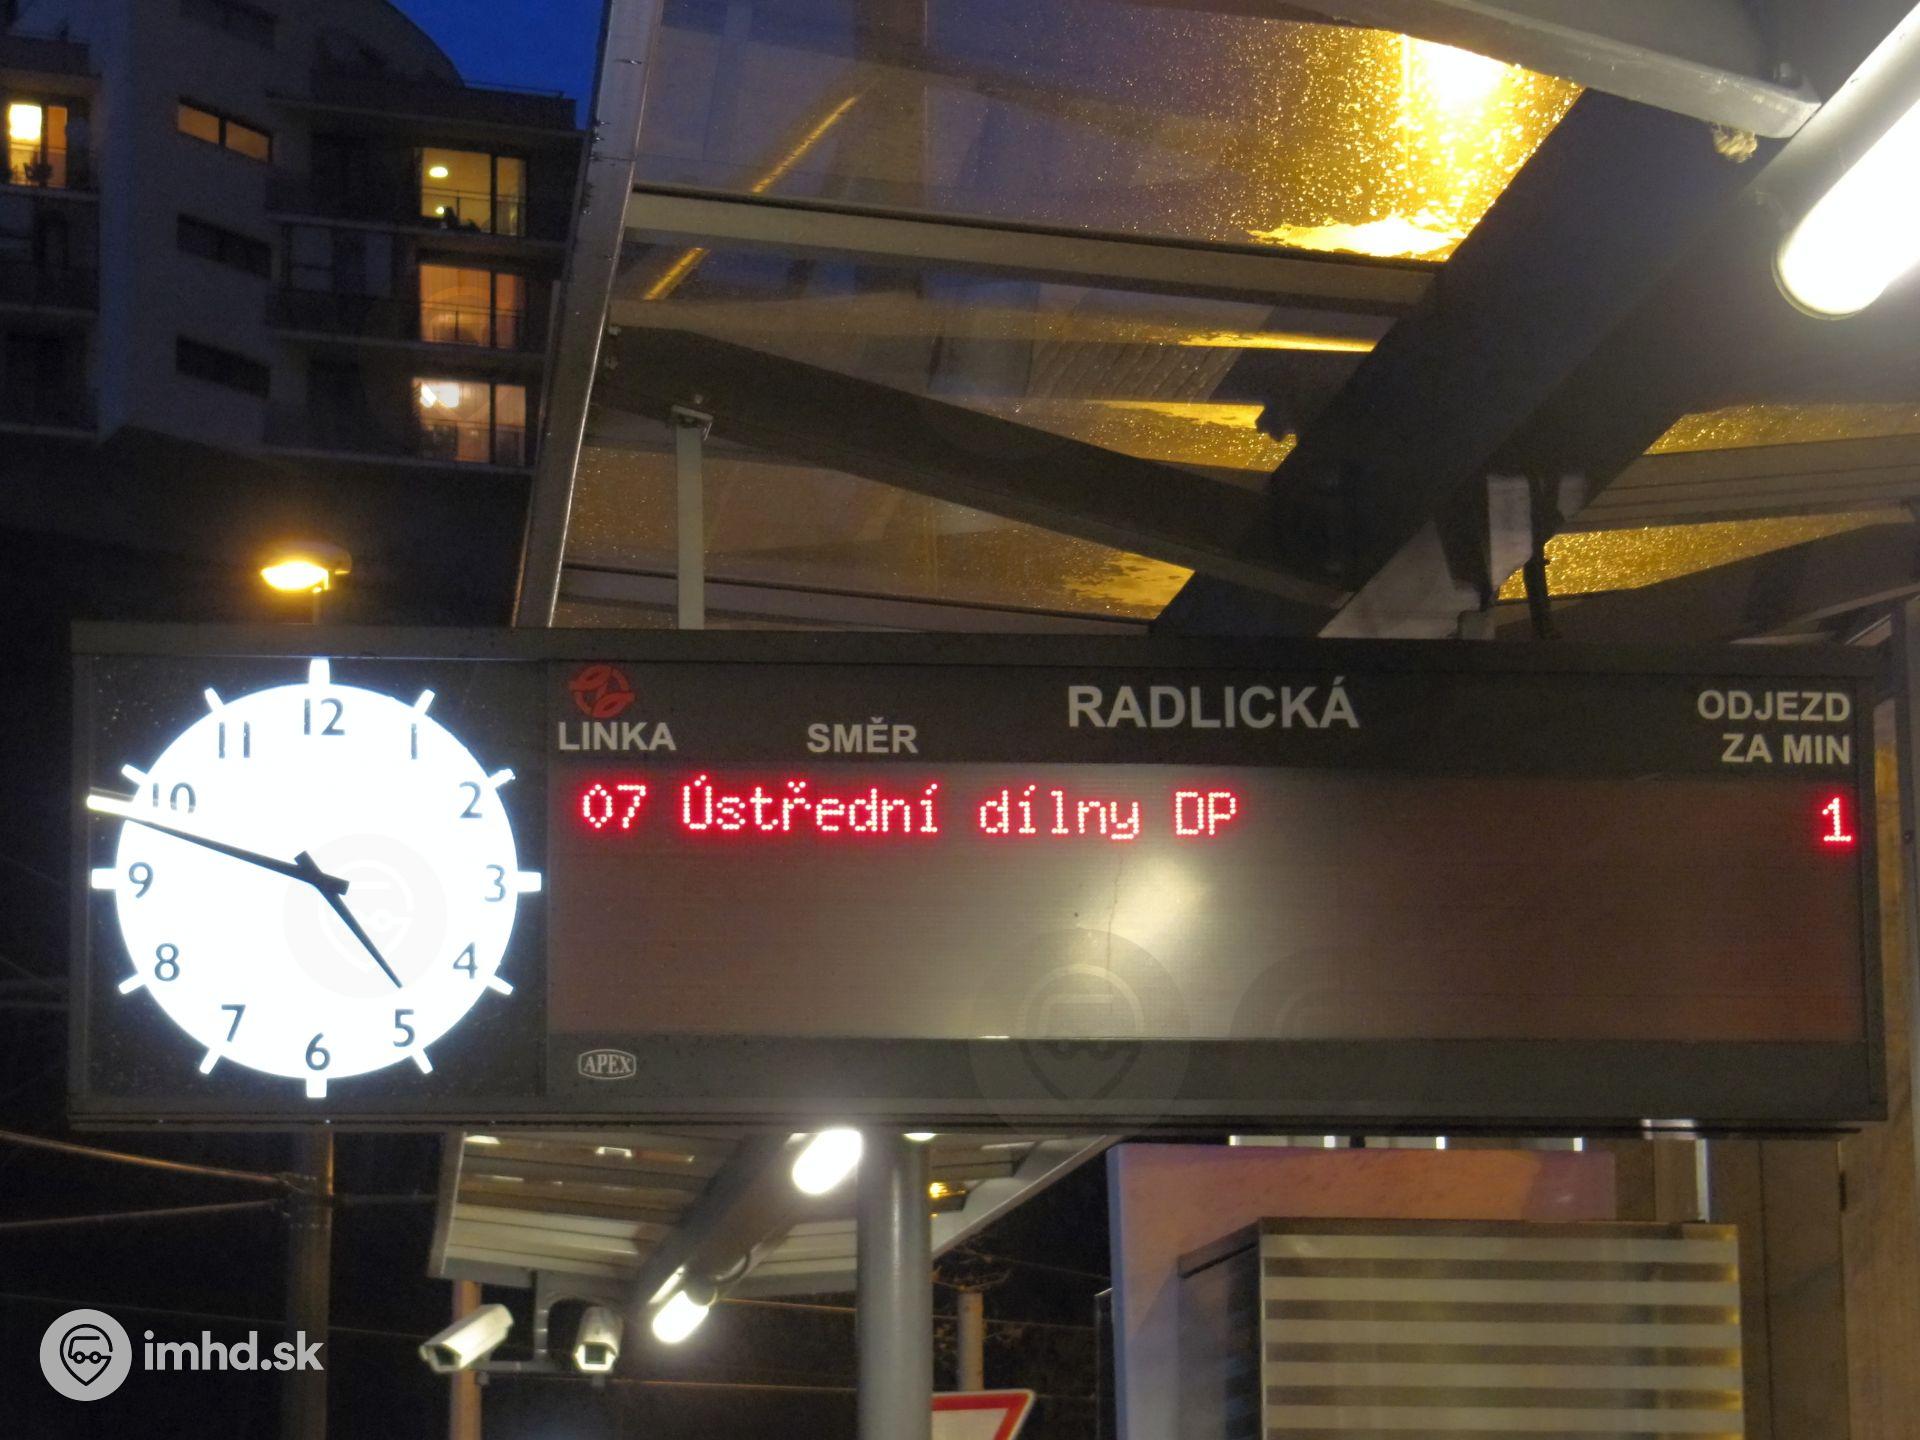 RADLICKÁ
LINKA SMĚR ODJEZD
ZA MIN
07 Ústřední dílny DP 1
12
1
2
3
4
5
6
7
8
9
10
11
APEX
imhd.sk